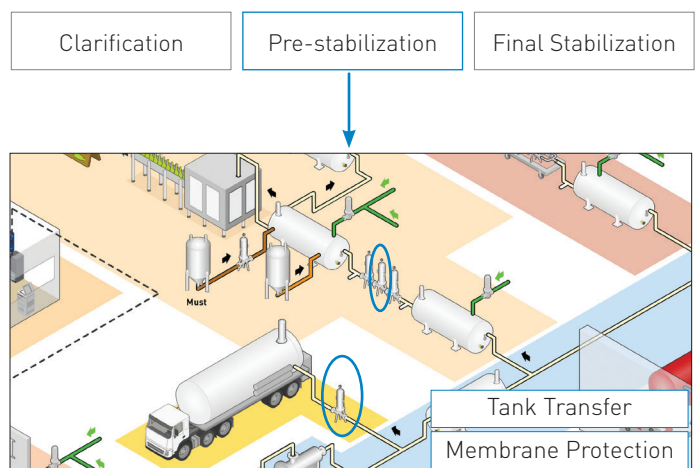 Clarification
Pre-stabilization
Final Stabilization
Must
Tank Transfer
Membrane Protection